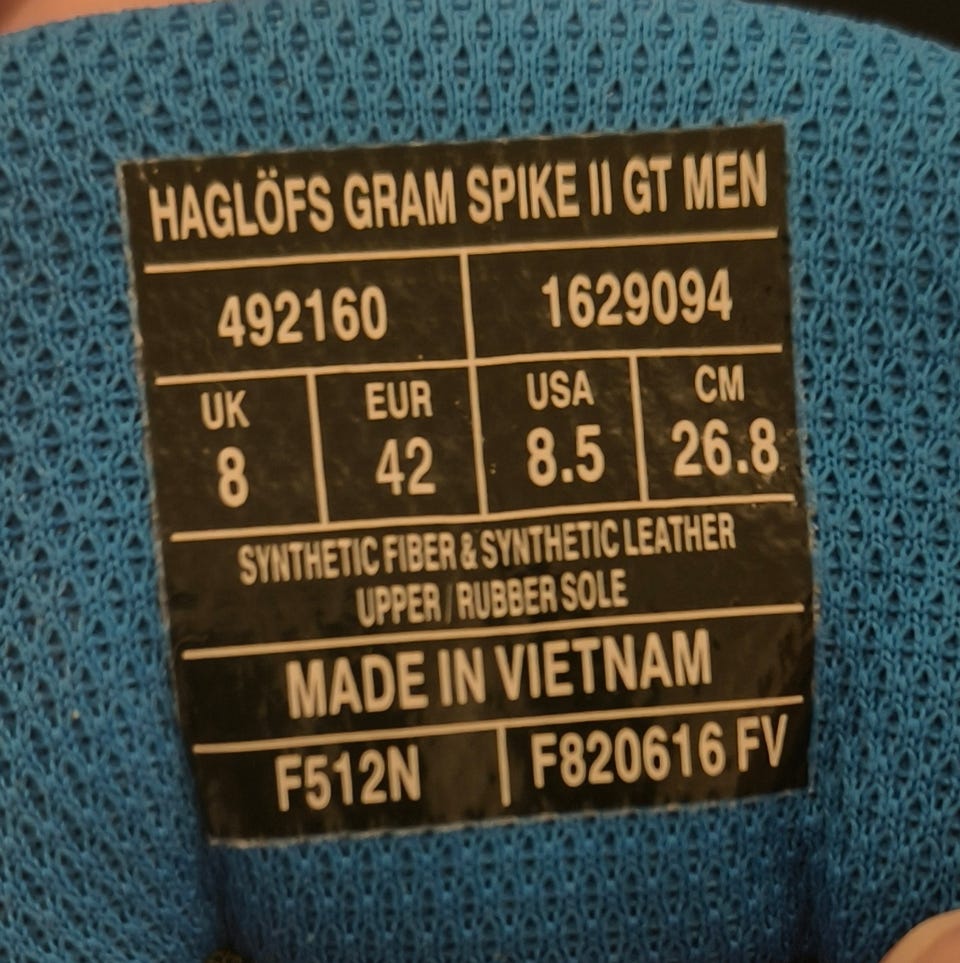 HAGLÖFS GRAM SPIKE II GT MEN
492160 1629094
UK EUR USA CM
8 42 8.5 26.8
SYNTHETIC FIBER & SYNTHETIC LEATHER
UPPER / RUBBER SOLE
MADE IN VIETNAM
F512N F820616 FV